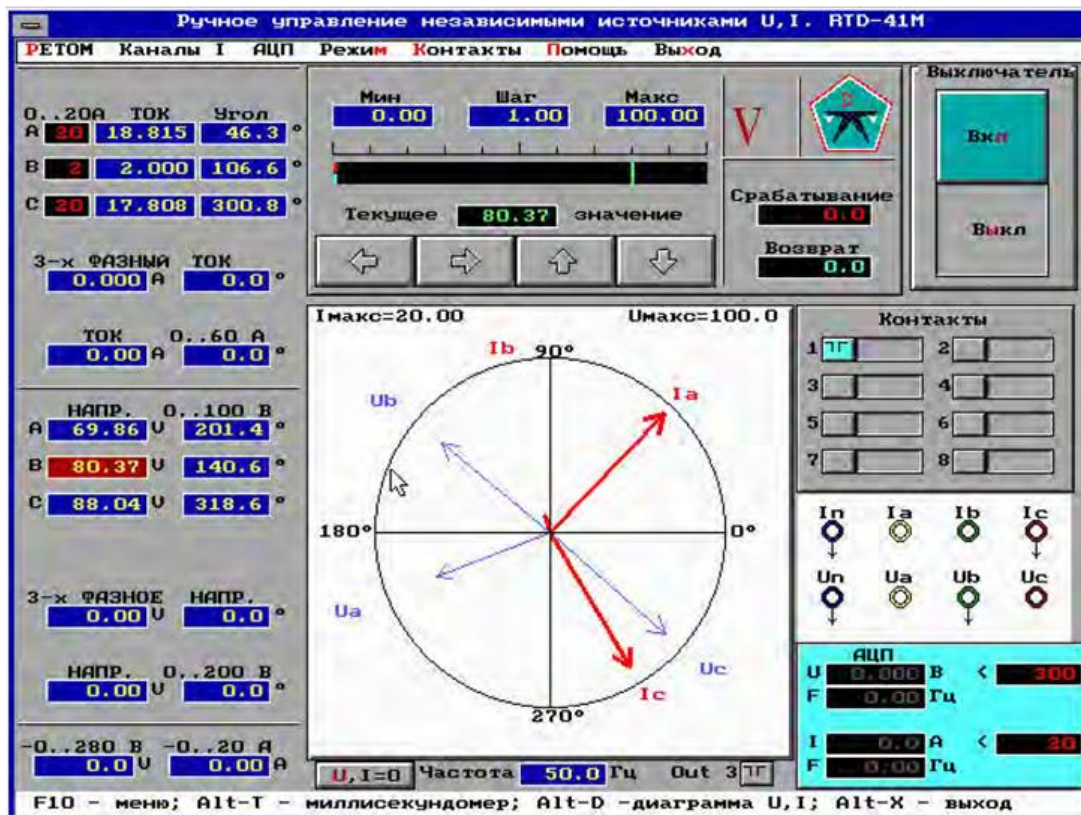 Ручное управление независимыми источниками U,I. RTD-41M
РЕТОМ Каналы I АЦП Режим Контакты Помощь Выход
0..20А ТОК Угол
A 20 18.815 46.3 °
B 2 2.000 106.6 °
C 20 17.808 300.8 °
3-х ФАЗНЫЙ ТОК
0.000 А 0.0 °
ТОК 0..60 А
0.00 А 0.0 °
НАПР. 0..100 В
A 69.86 V 201.4 °
B 80.37 V 140.6 °
C 88.04 V 318.6 °
3-х ФАЗНОЕ НАПР.
0.00 V 0.0 °
НАПР. 0..200 В
0.00 V 0.0 °
-0..280 В -0..20 А
0.0 V 0.00 А
Мин Шаг Макс
0.00 1.00 100.00
Текущее 80.37 значение
V
D
Срабатывание
0.0
Возврат
0.0
Выключатель
Вкл
Выкл
Iмакс=20.00 Uмакс=100.0
Ib 90°
Ia
Ub
180° 0°
Ua
Uc
Ic
270°
U,I=0 Частота 50.0 Гц Out 3
Контакты
1 2
3 4
5 6
7 8
In Ia Ib Ic
Un Ua Ub Uc
АЦП
U 0.000 В < 300
F 0.00 Гц
I 0.0 А < 20
F 0.00 Гц
F10 - меню; Alt-T - миллисекундомер; Alt-D -диаграмма U,I; Alt-X - выход